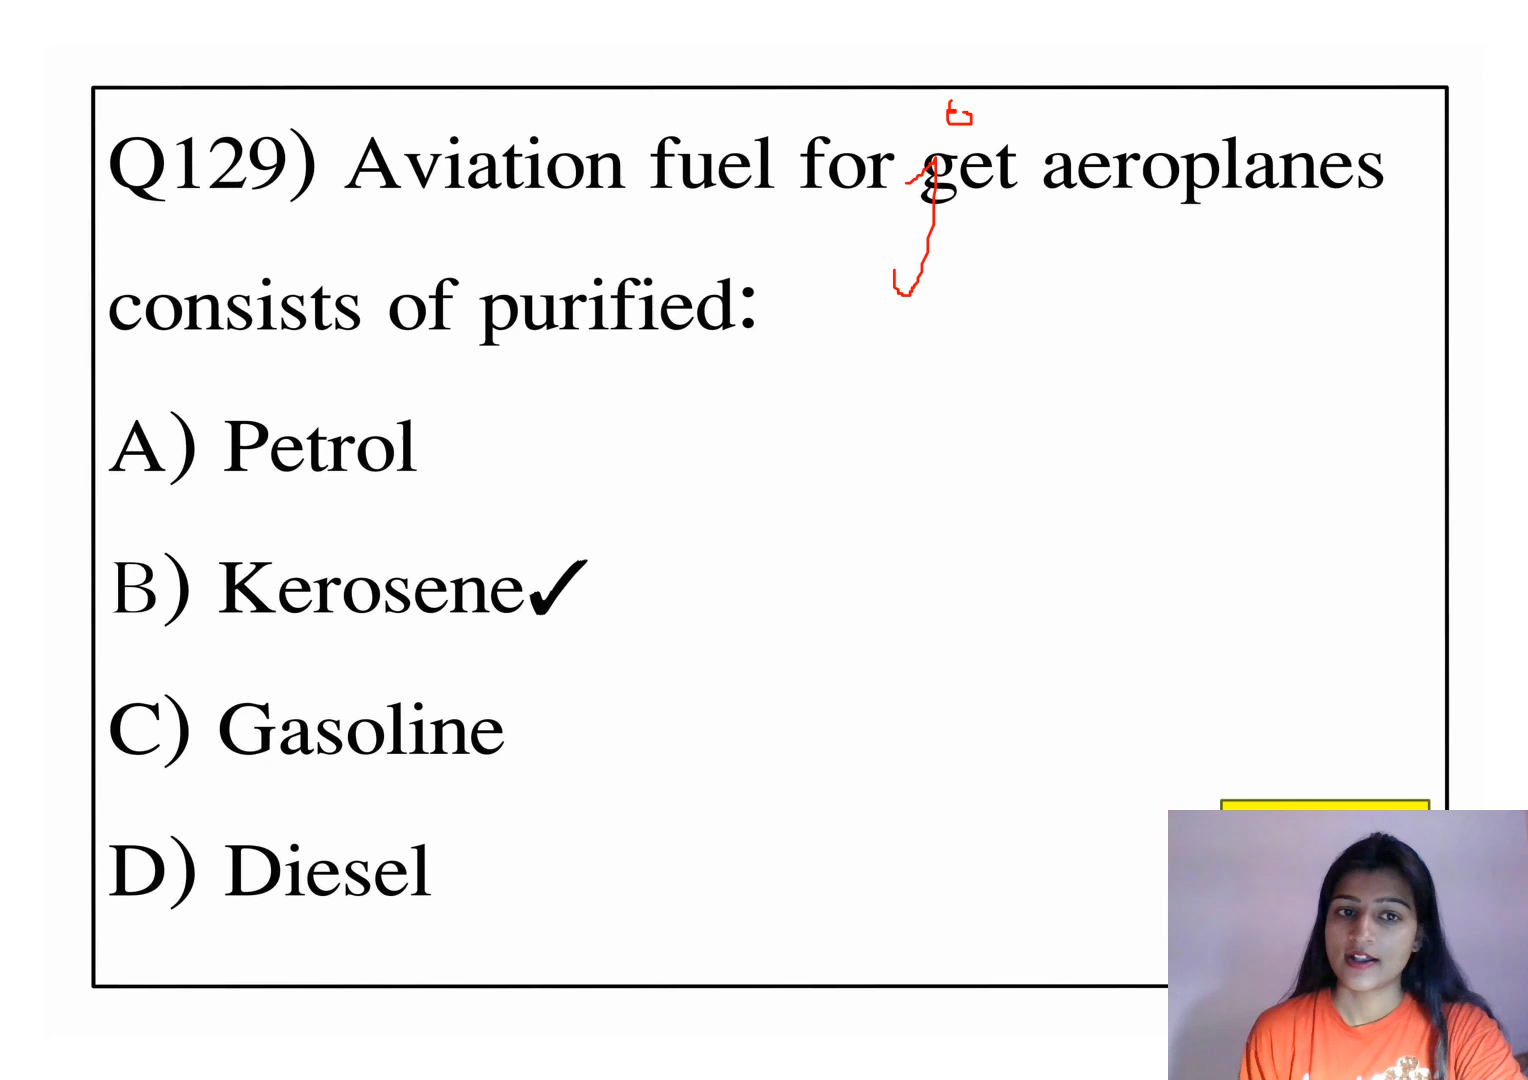 Q129) Aviation fuel for get aeroplanes
consists of purified:
A) Petrol
B) Kerosene✓
C) Gasoline
D) Diesel